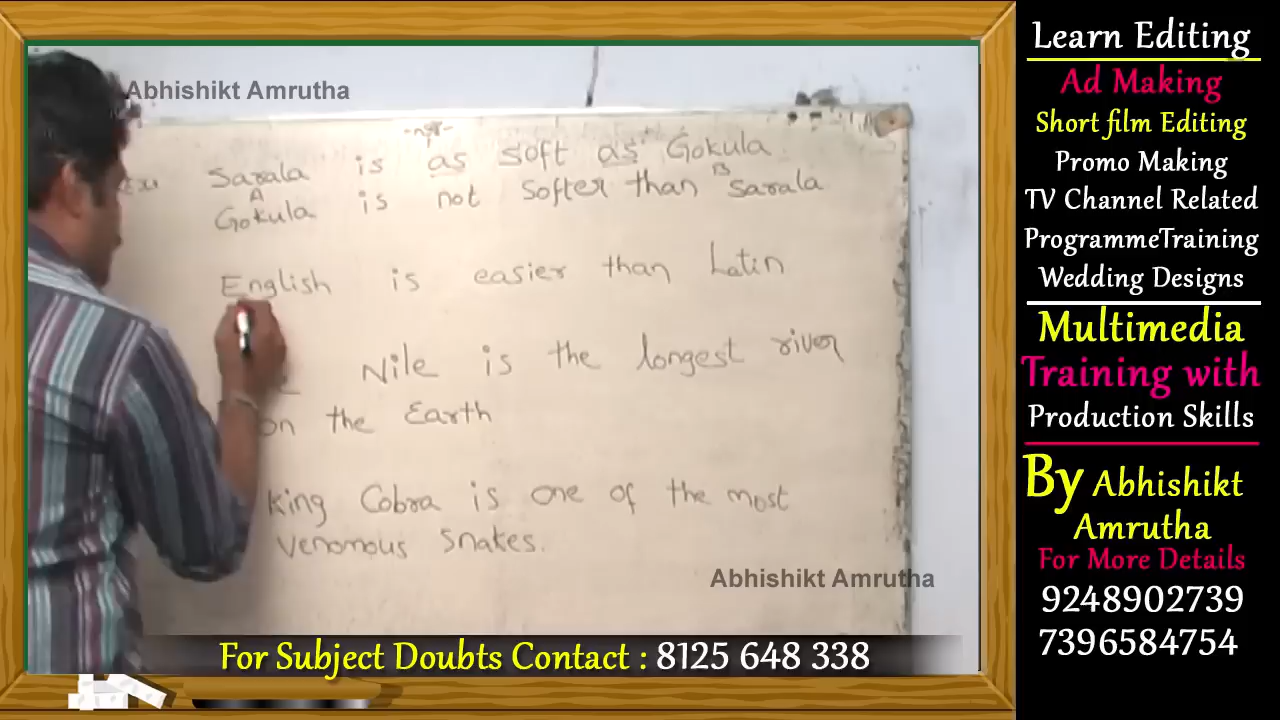 Abhishikt Amrutha
Ex:
Sarala is as soft as Gokula
A B
Gokula is not softer than Sarala
English is easier than Latin
Nile is the longest river
on the Earth
King Cobra is one of the most
venomous snakes.
Abhishikt Amrutha
For Subject Doubts Contact : 8125 648 338
Learn Editing
Ad Making
Short film Editing
Promo Making
TV Channel Related
ProgrammeTraining
Wedding Designs
Multimedia
Training with
Production Skills
By Abhishikt
Amrutha
For More Details
9248902739
7396584754